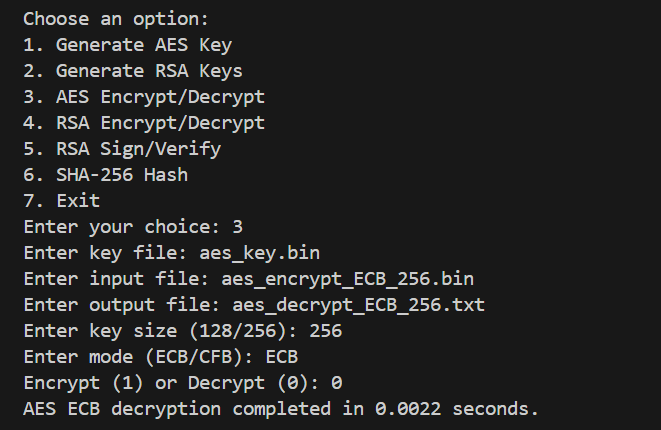 Choose an option:
1. Generate AES Key
2. Generate RSA Keys
3. AES Encrypt/Decrypt
4. RSA Encrypt/Decrypt
5. RSA Sign/Verify
6. SHA-256 Hash
7. Exit
Enter your choice: 3
Enter key file: aes_key.bin
Enter input file: aes_encrypt_ECB_256.bin
Enter output file: aes_decrypt_ECB_256.txt
Enter key size (128/256): 256
Enter mode (ECB/CFB): ECB
Encrypt (1) or Decrypt (0): 0
AES ECB decryption completed in 0.0022 seconds.